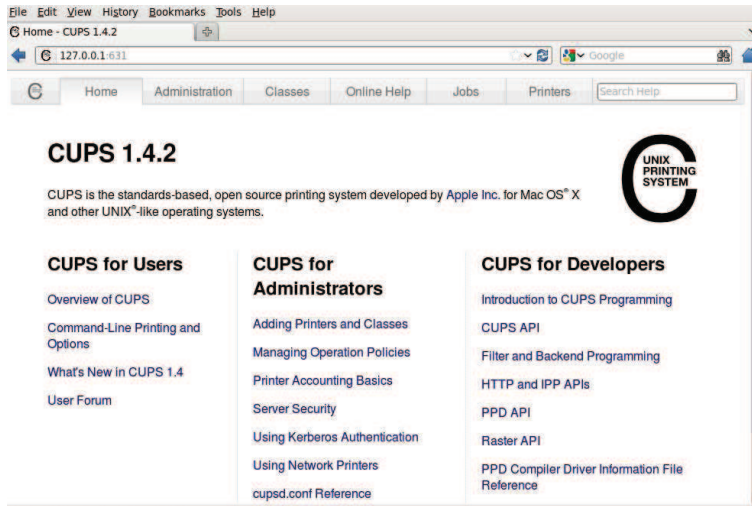 File Edit View History Bookmarks Tools Help
Home - CUPS 1.4.2
127.0.0.1:631
Google
Home Administration Classes Online Help Jobs Printers Search Help
CUPS 1.4.2
UNIX
PRINTING
SYSTEM
CUPS is the standards-based, open source printing system developed by Apple Inc. for Mac OS® X
and other UNIX®-like operating systems.
CUPS for Users
Overview of CUPS
Command-Line Printing and
Options
What's New in CUPS 1.4
User Forum
CUPS for
Administrators
Adding Printers and Classes
Managing Operation Policies
Printer Accounting Basics
Server Security
Using Kerberos Authentication
Using Network Printers
cupsd.conf Reference
CUPS for Developers
Introduction to CUPS Programming
CUPS API
Filter and Backend Programming
HTTP and IPP APIs
PPD API
Raster API
PPD Compiler Driver Information File
Reference